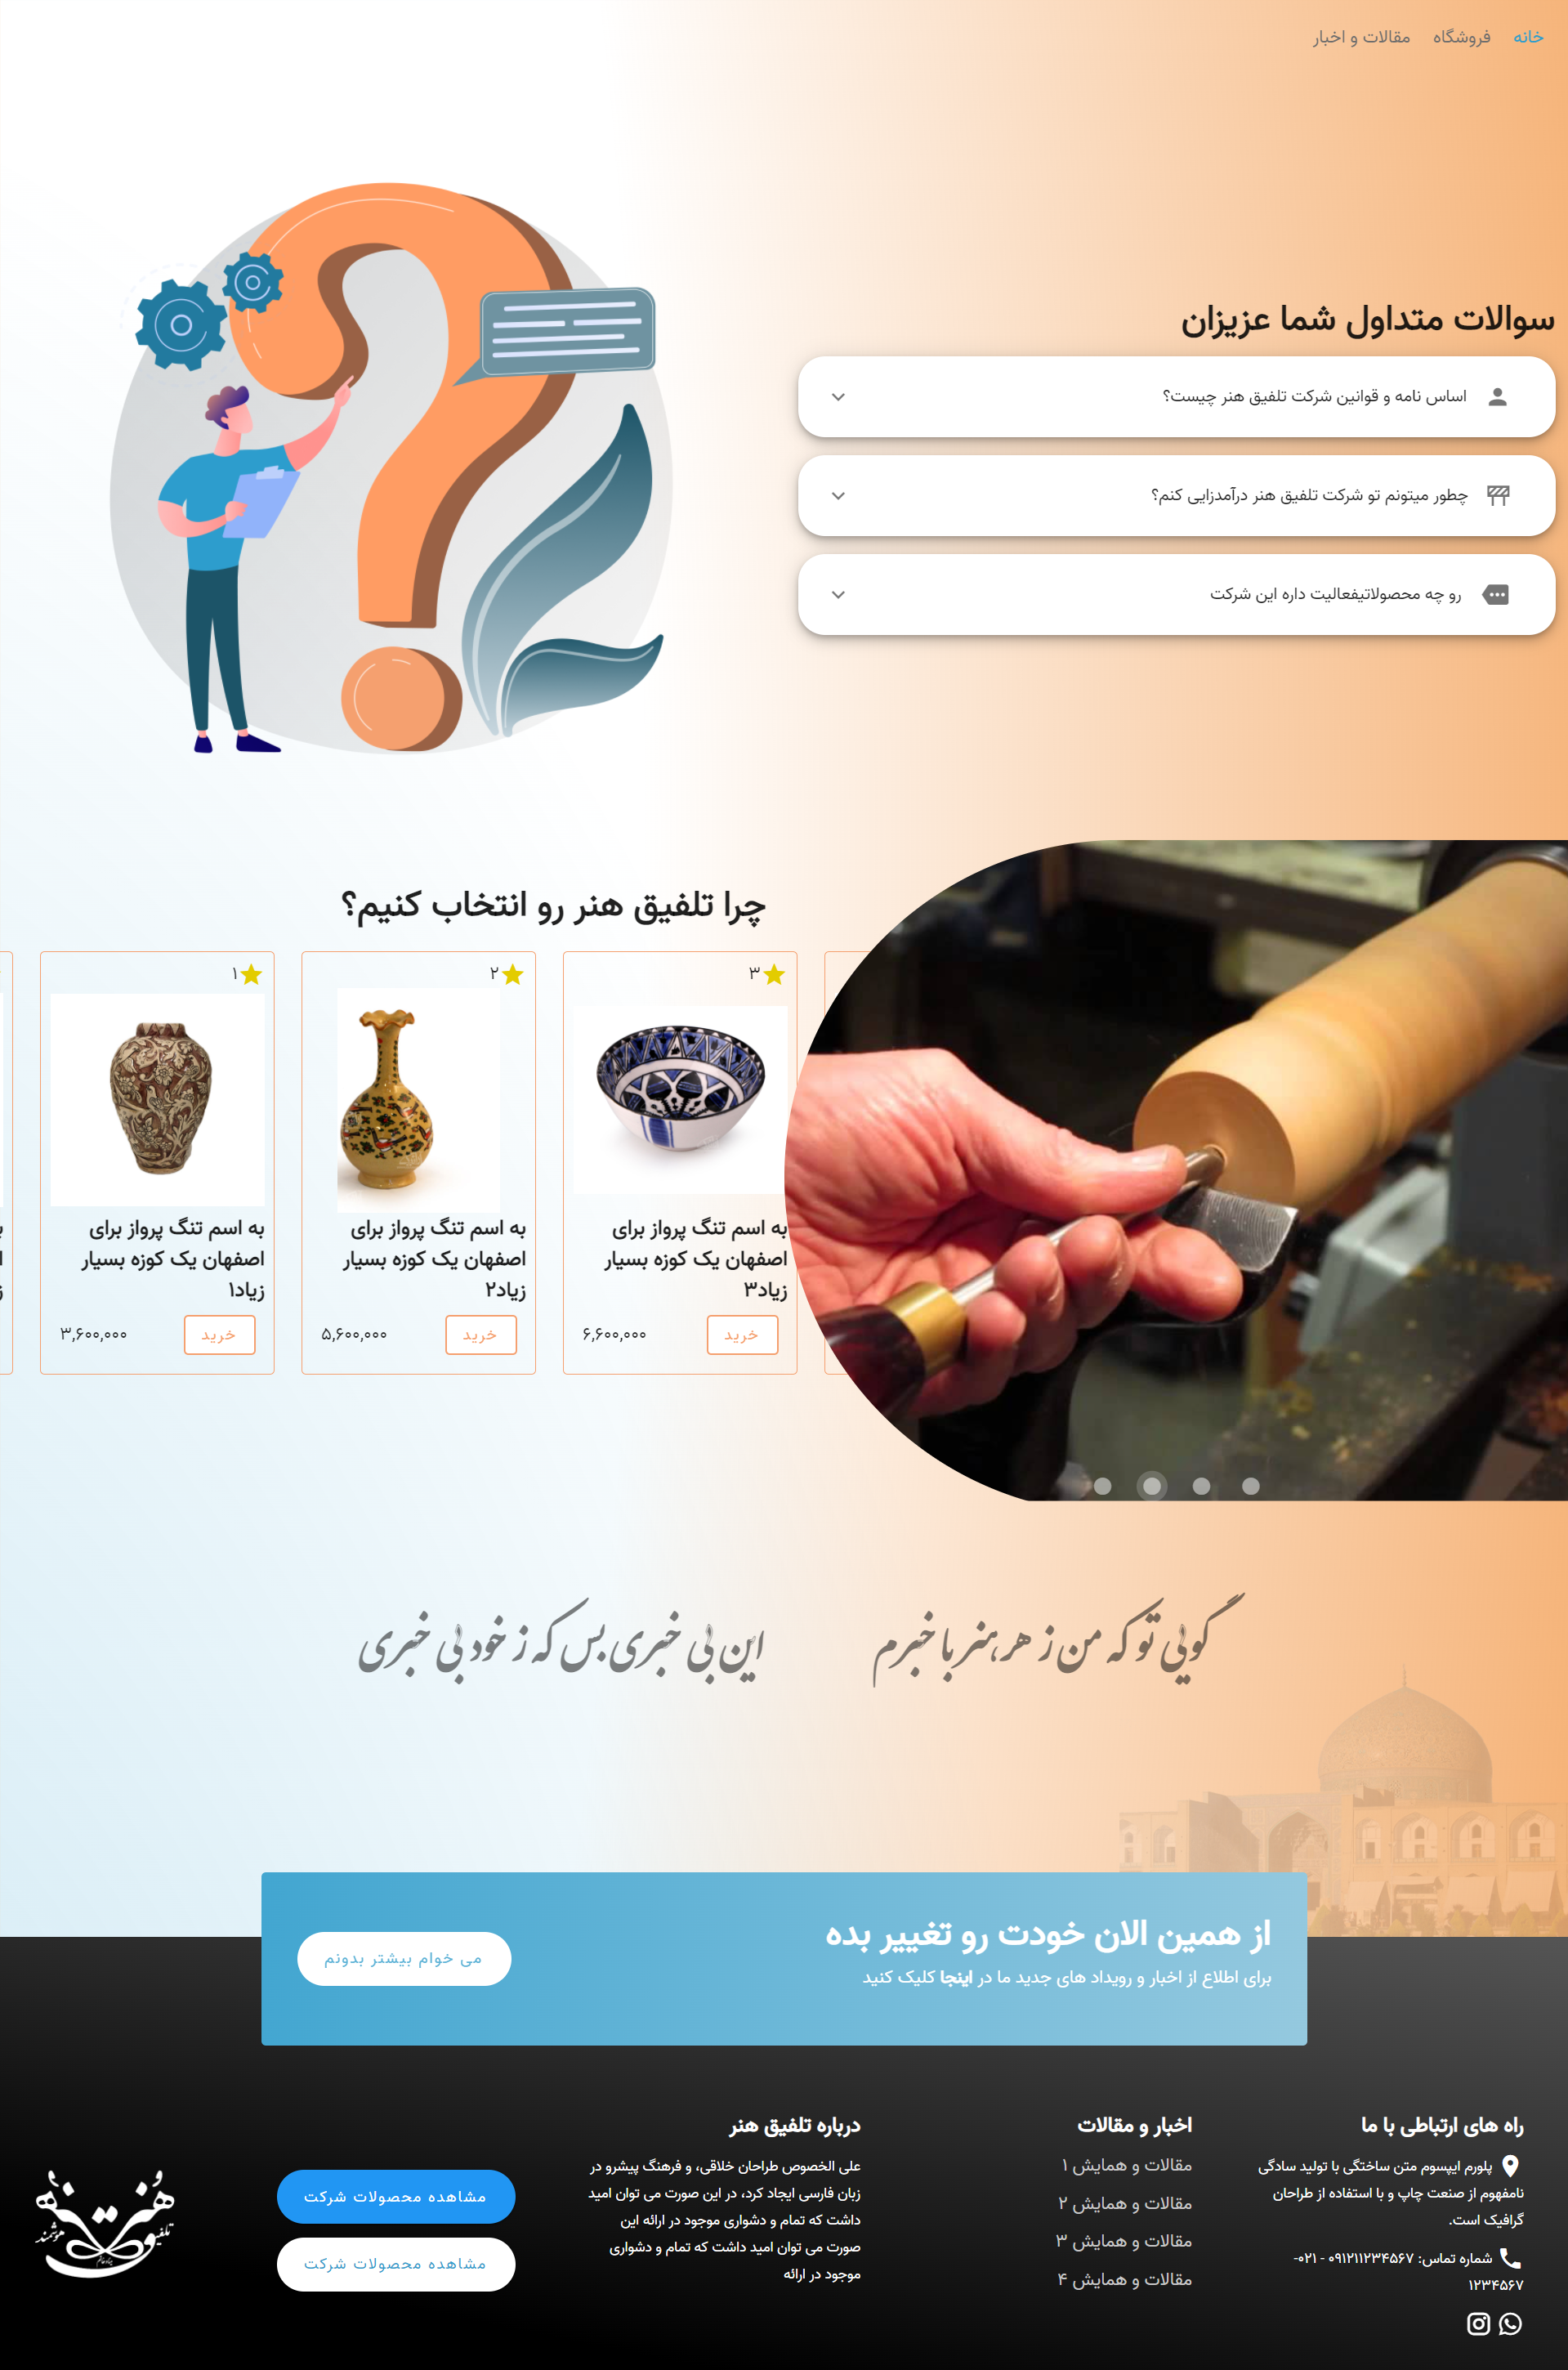 خانه
فروشگاه
مقالات و اخبار
سوالات متداول شما عزیزان
اساس نامه و قوانین شرکت تلفیق هنر چیست؟
چطور میتونم تو شرکت تلفیق هنر درآمدزایی کنم؟
رو چه محصولاتیفعالیت داره این شرکت
چرا تلفیق هنر رو انتخاب کنیم؟
۳
به اسم تنگ پرواز برای
اصفهان یک کوزه بسیار
زیاد۳
خرید
۶,۶۰۰,۰۰۰
۲
به اسم تنگ پرواز برای
اصفهان یک کوزه بسیار
زیاد۲
خرید
۵,۶۰۰,۰۰۰
۱
به اسم تنگ پرواز برای
اصفهان یک کوزه بسیار
زیاد۱
خرید
۳,۶۰۰,۰۰۰
گویی تو که من ز هر هنر باخبرم
این بی خبری بس که ز خود بی خبری
از همین الان خودت رو تغییر بده
برای اطلاع از اخبار و رویداد های جدید ما در اینجا کلیک کنید
می خوام بیشتر بدونم
راه های ارتباطی با ما
پلورم ایپسوم متن ساختگی با تولید سادگی
نامفهوم از صنعت چاپ و با استفاده از طراحان
گرافیک است.
شماره تماس: ۰۹۱۲۱۱۲۳۴۵۶۷ - ۰۲۱-
۱۲۳۴۵۶۷
اخبار و مقالات
مقالات و همایش ۱
مقالات و همایش ۲
مقالات و همایش ۳
مقالات و همایش ۴
درباره تلفیق هنر
علی الخصوص طراحان خلاقی، و فرهنگ پیشرو در
زبان فارسی ایجاد کرد، در این صورت می توان امید
داشت که تمام و دشواری موجود در ارائه این
صورت می توان امید داشت که تمام و دشواری
موجود در ارائه
مشاهده محصولات شرکت
مشاهده محصولات شرکت